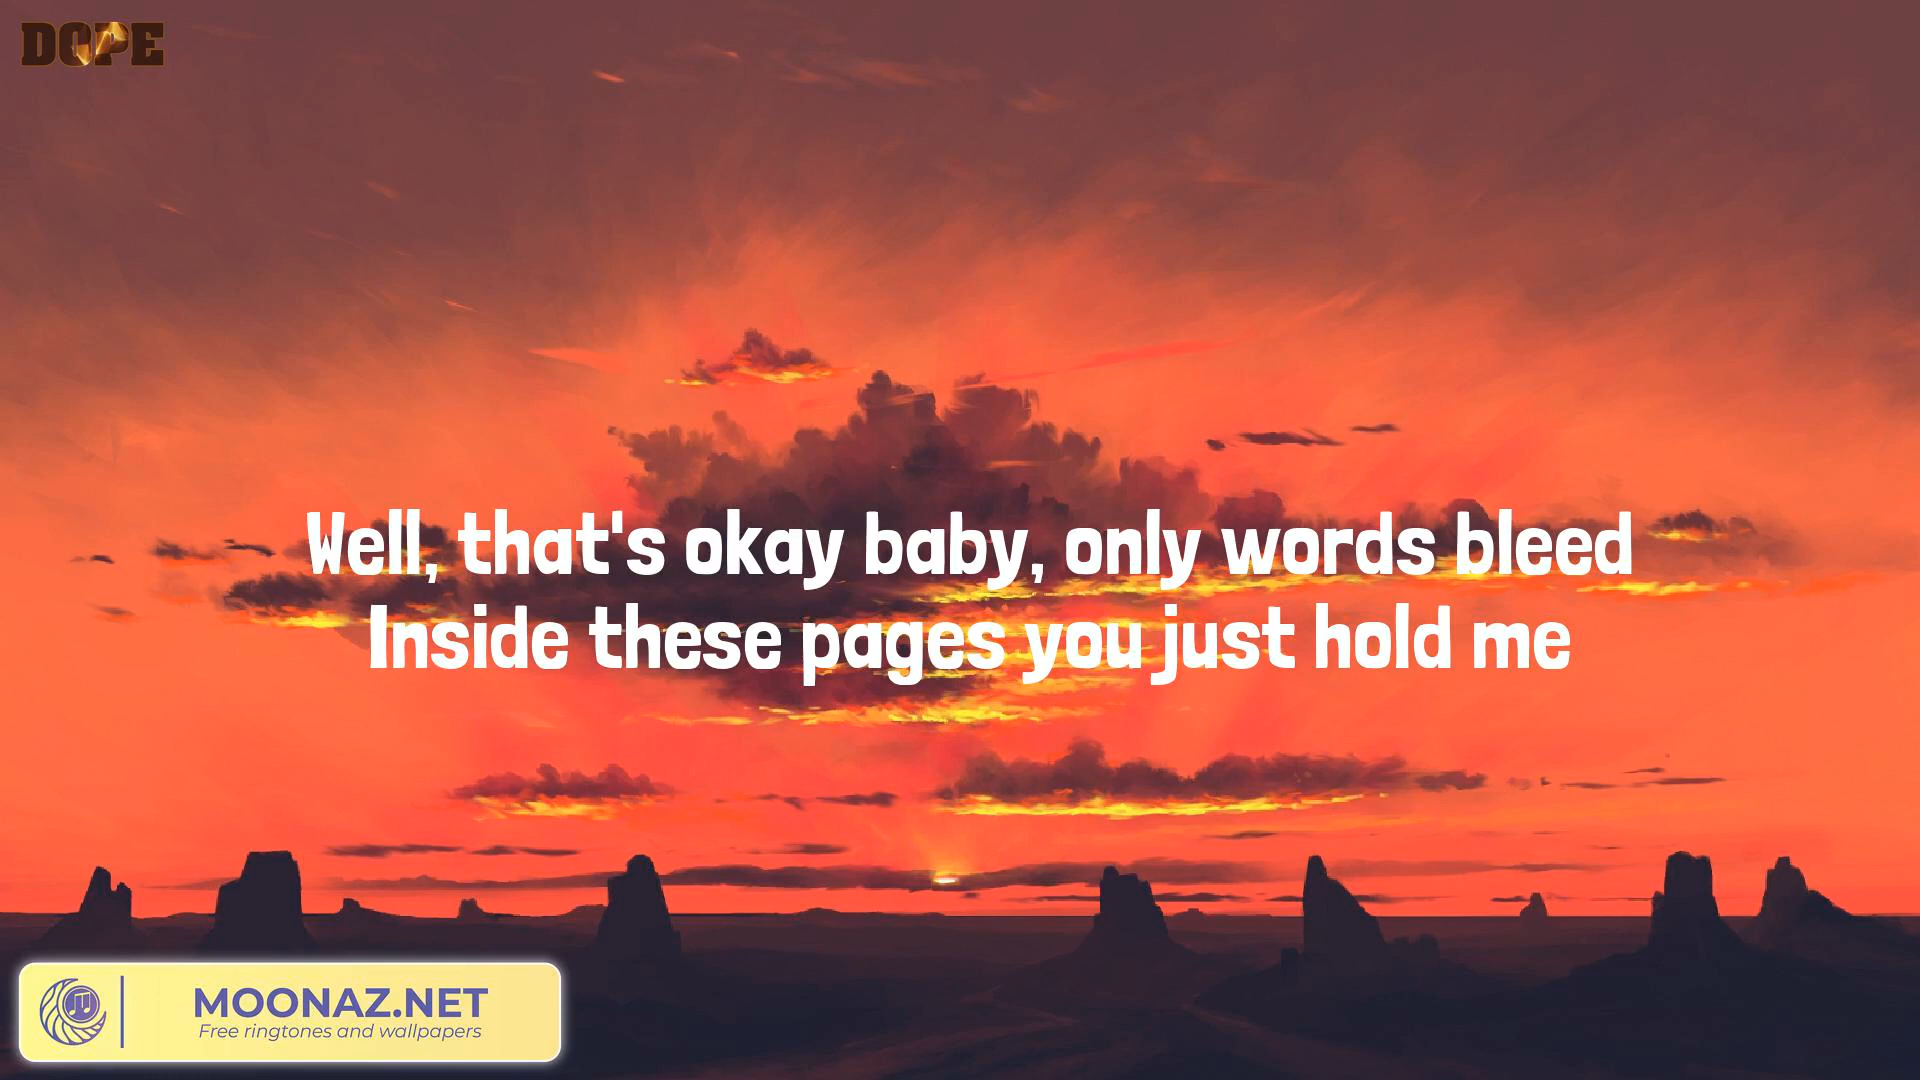 DOPE
Well, that's okay baby, only words bleed
Inside these pages you just hold me
MOONAZ.NET
Free ringtones and wallpapers